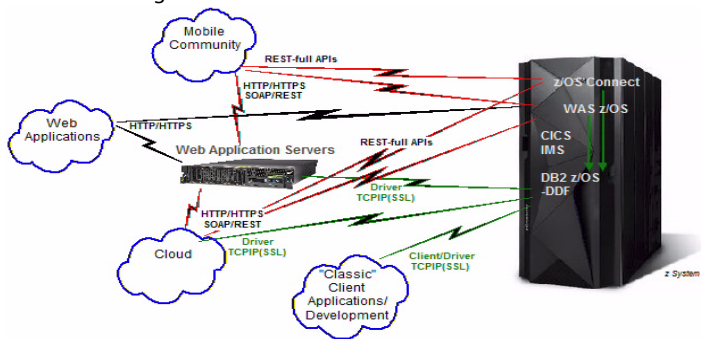 Mobile
Community
REST-full APIs
z/OS Connect
HTTP/HTTPS
SOAP/REST
WAS z/OS
Web
Applications
HTTP/HTTPS
CICS
IMS
REST-full APIs
Web Application Servers
DB2 z/OS
-DDF
Driver
TCPIP(SSL)
HTTP/HTTPS
SOAP/REST
Driver
TCPIP(SSL)
Cloud
Client/Driver
TCPIP(SSL)
"Classic"
Client
Applications/
Development
z System